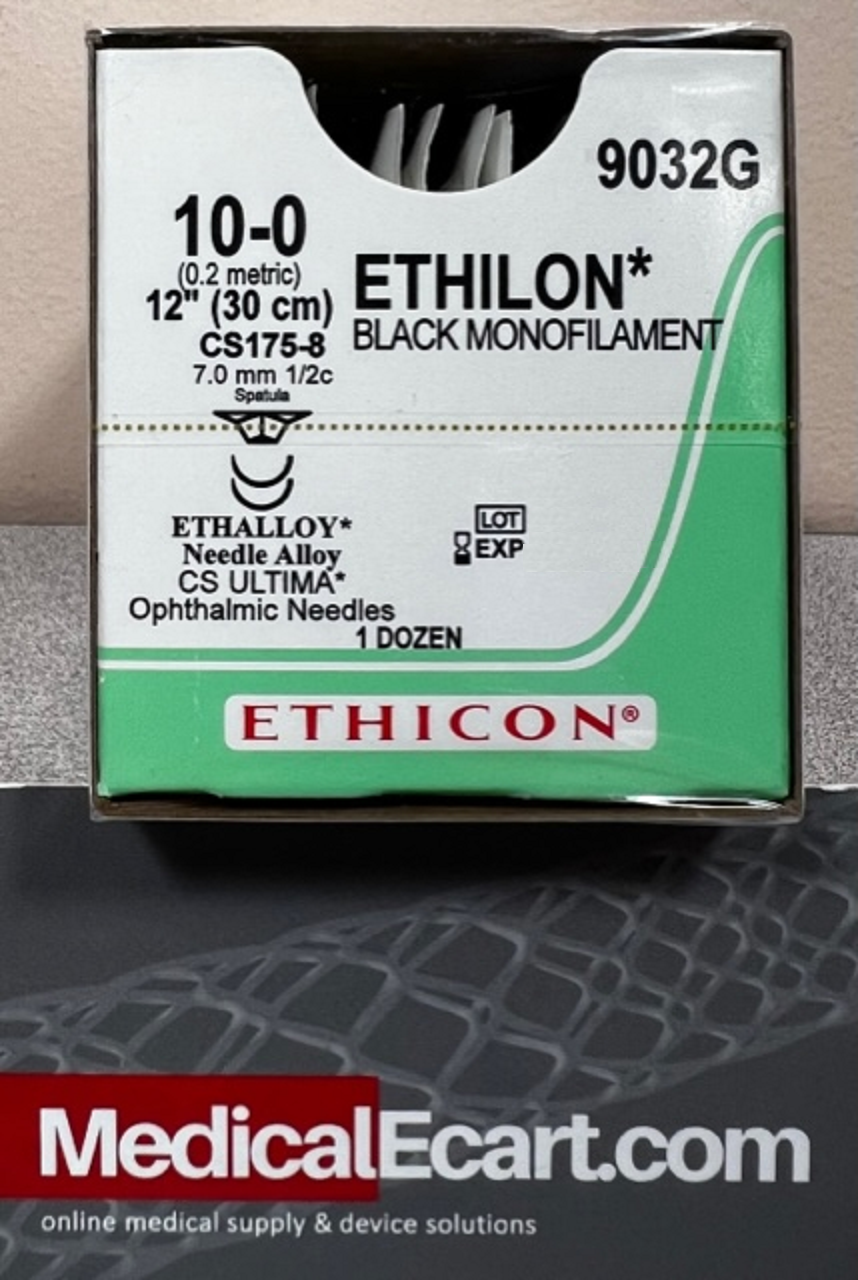 9032G
10-0
(0.2 metric)
12" (30 cm)
CS175-8
7.0 mm 1/2c
Spatula
ETHILON*
BLACK MONOFILAMENT
ETHALLOY*
Needle Alloy
CS ULTIMA*
Ophthalmic Needles
1 DOZEN
LOT
EXP
ETHICON®
MedicalEcart.com
online medical supply & device solutions